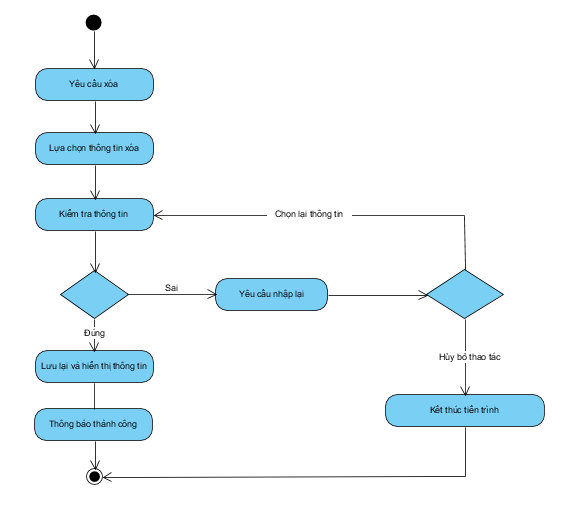 Yêu cầu xóa
Lựa chọn thông tin xóa
Kiểm tra thông tin
Chọn lại thông tin
Sai
Yêu cầu nhập lại
Đúng
Hủy bỏ thao tác
Lưu lại và hiển thị thông tin
Kết thúc tiến trình
Thông báo thành công